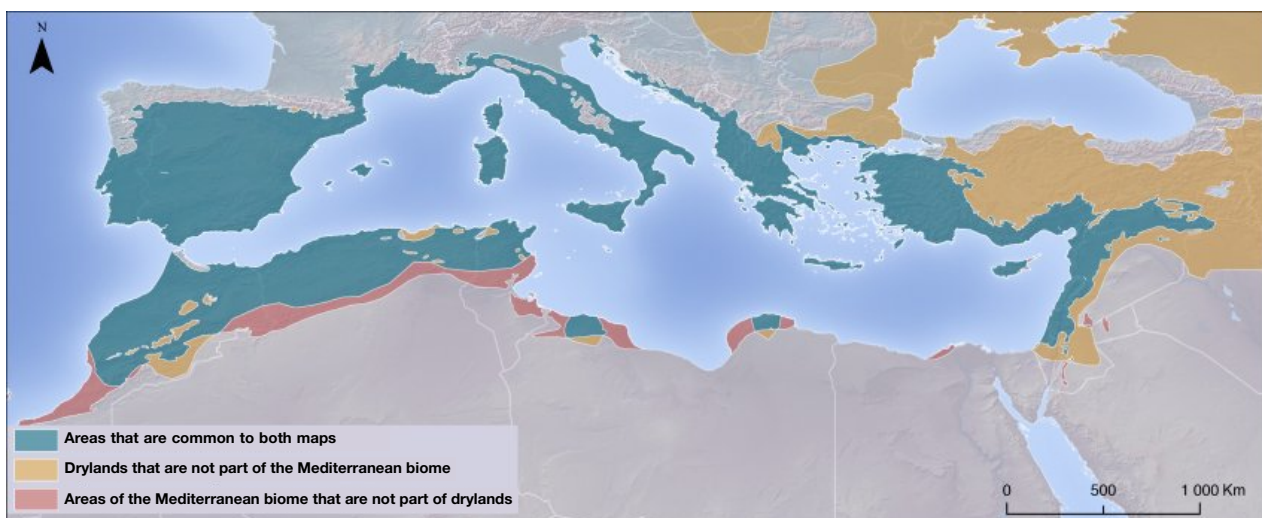 N
Areas that are common to both maps
Drylands that are not part of the Mediterranean biome
Areas of the Mediterranean biome that are not part of drylands
0 500 1 000 Km